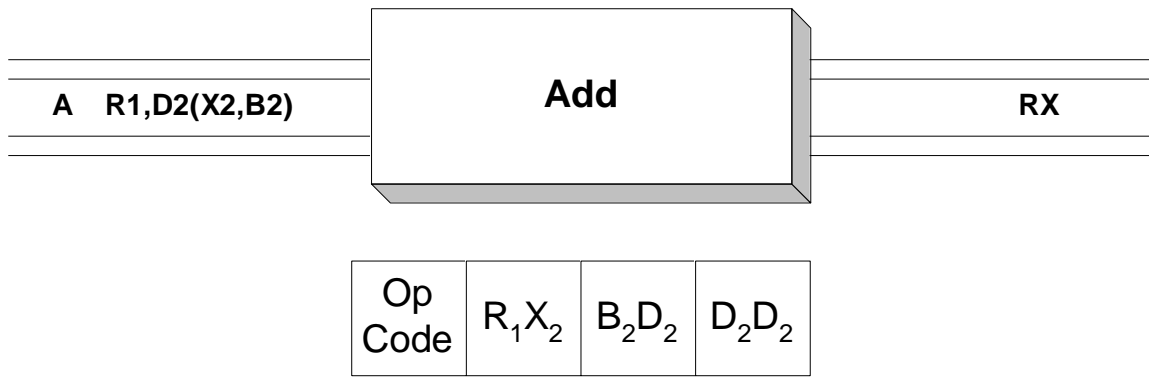 A R1,D2(X2,B2) Add RX
Op Code R₁X₂ B₂D₂ D₂D₂